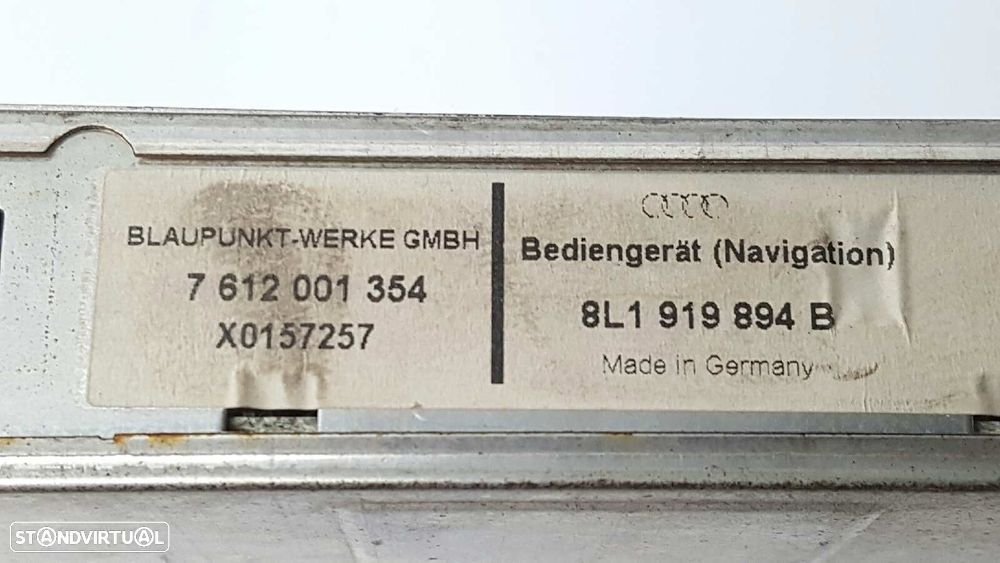 BLAUPUNKT-WERKE GMBH
7 612 001 354
X0157257
Bediengerät (Navigation)
8L1 919 894 B
Made in Germany
STANDVIRTUAL